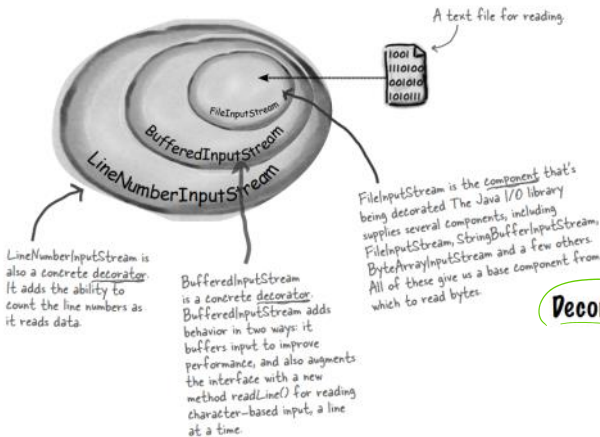 A text file for reading.
1001
1110100
001010
1010111
FileInputStream
BufferedInputStream
LineNumberInputStream
LineNumberInputStream is
also a concrete decorator.
It adds the ability to
count the line numbers as
it reads data.
BufferedInputStream
is a concrete decorator.
BufferedInputStream adds
behavior in two ways: it
buffers input to improve
performance, and also augments
the interface with a new
method readLine() for reading
character-based input, a line
at a time.
FileInputStream is the component that's
being decorated The Java I/O library
supplies several components, including
FileInputStream, StringBufferInputStream,
ByteArrayInputStream and a few others.
All of these give us a base component from
which to read bytes.
Decor